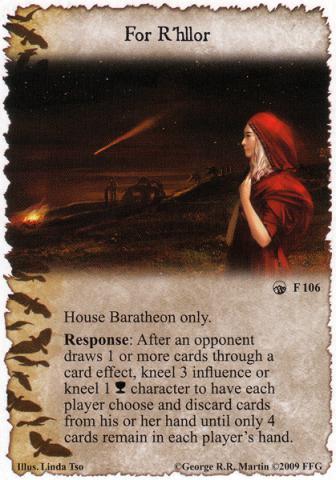 For R'hllor
F106
House Baratheon only.
Response: After an opponent
draws 1 or more cards through a
card effect, kneel 3 influence or
kneel 1 character to have each
player choose and discard cards
from his or her hand until only 4
cards remain in each player's hand.
Illus. Linda Tso ©George R.R. Martin ©2009 FFG